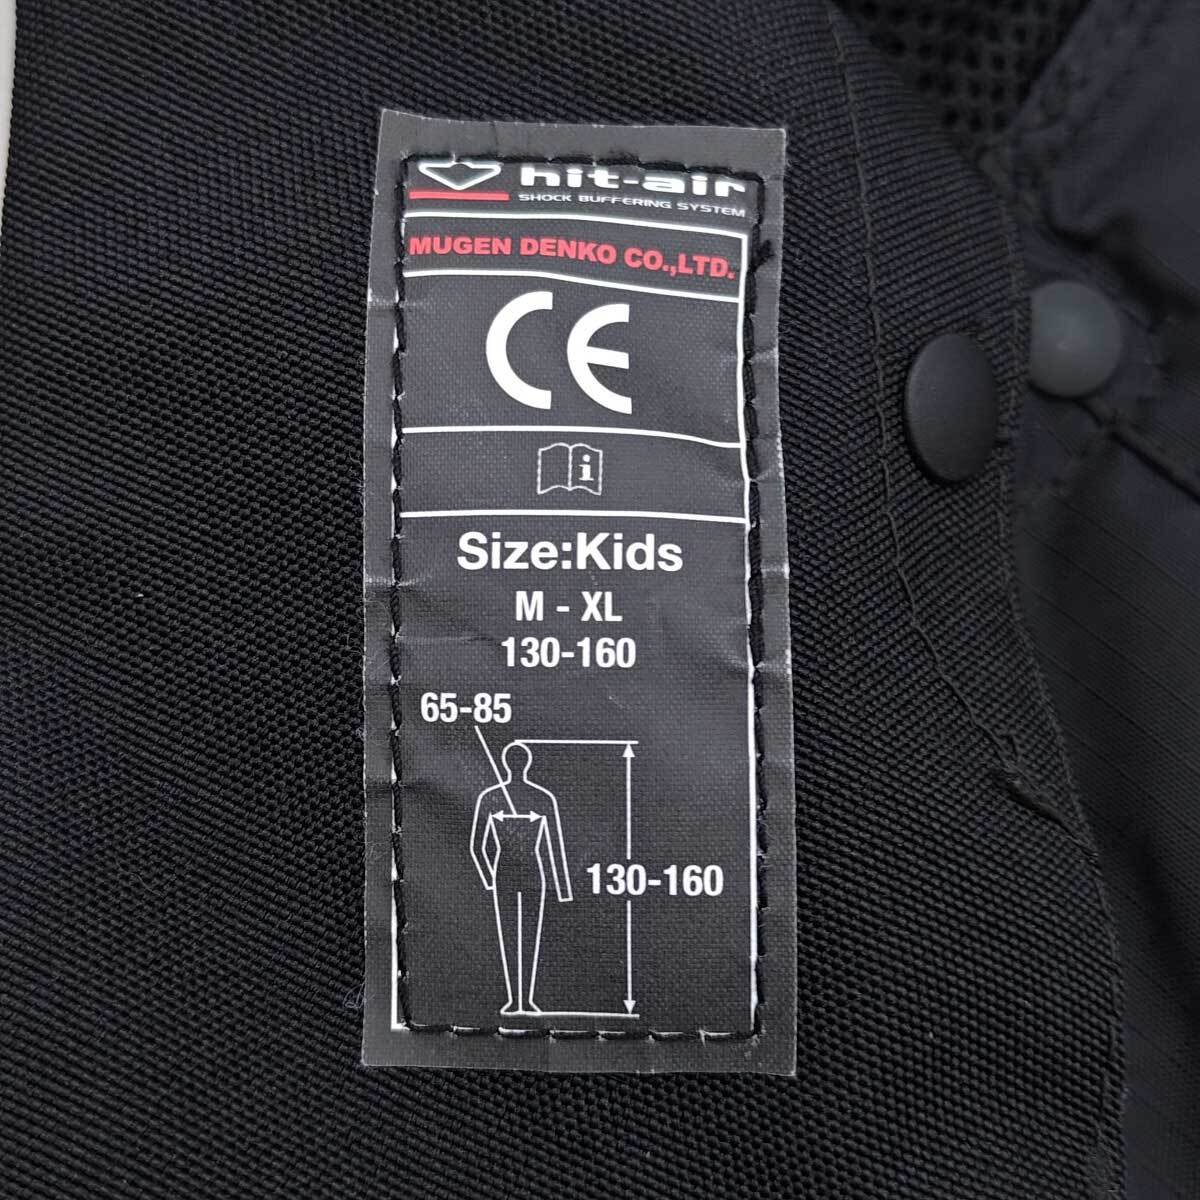 hit-air
SHOCK BUFFERING SYSTEM
MUGEN DENKO CO.,LTD.
CE
i
Size:Kids
M - XL
130-160
65-85
130-160